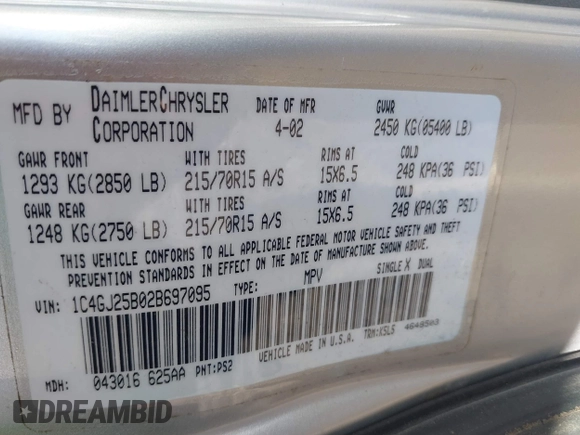 MFD BY DAIMLERCHRYSLER CORPORATION DATE OF MFR 4-02 GVWR 2450 KG(05400 LB)
GAWR FRONT WITH TIRES RIMS AT COLD
1293 KG(2850 LB) 215/70R15 A/S 15X6.5 248 KPA(36 PSI)
GAWR REAR WITH TIRES RIMS AT COLD
1248 KG(2750 LB) 215/70R15 A/S 15X6.5 248 KPA(36 PSI)
THIS VEHICLE CONFORMS TO ALL APPLICABLE FEDERAL MOTOR VEHICLE SAFETY AND THEFT
PREVENTION STANDARDS IN EFFECT ON THE DATE OF MANUFACTURE SHOWN ABOVE.
VIN: 1C4GJ25B02B697095 TYPE: MPV SINGLE X DUAL
MDH: 043016 625AA PNT:PS2 VEHICLE MADE IN U.S.A. TRM:K5L5 4648503
DREAMBID